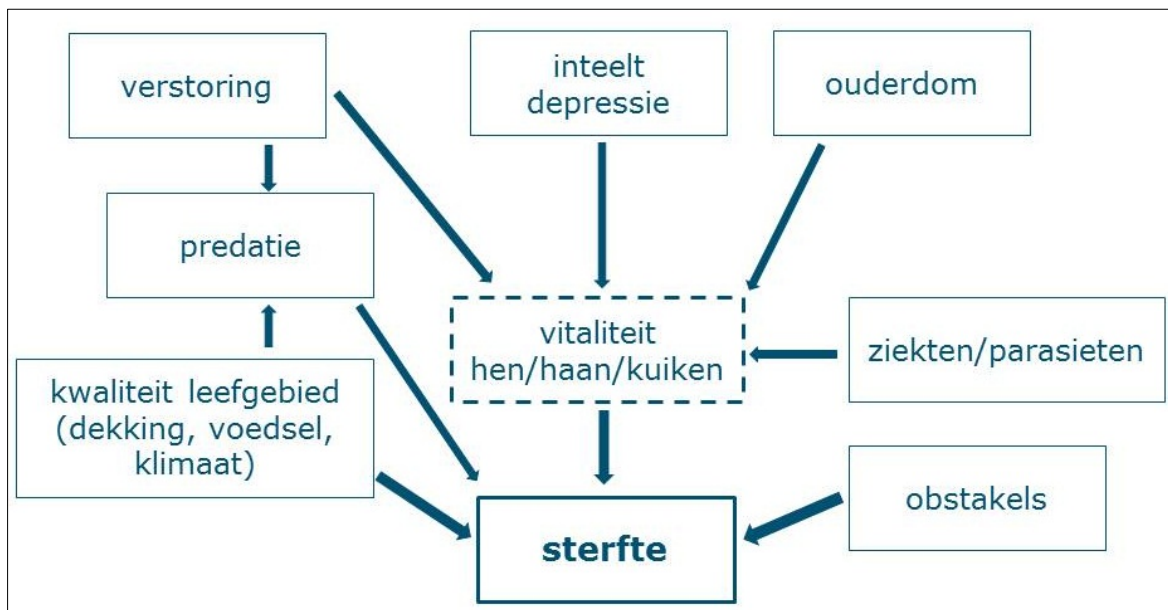 verstoring
inteelt
depressie
ouderdom
predatie
vitaliteit
hen/haan/kuiken
ziekten/parasieten
kwaliteit leefgebied
(dekking, voedsel,
klimaat)
obstakels
sterfte